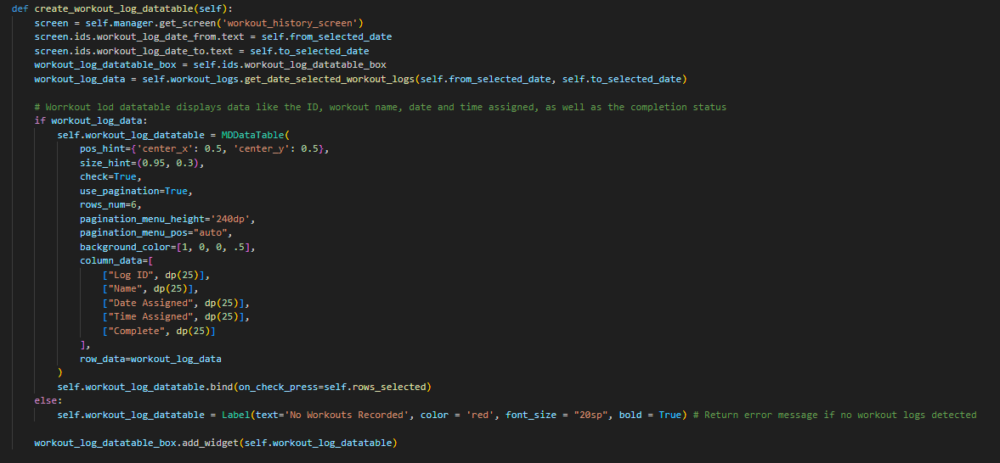 def create_workout_log_datatable(self):
    screen = self.manager.get_screen('workout_history_screen')
    screen.ids.workout_log_date_from.text = self.from_selected_date
    screen.ids.workout_log_date_to.text = self.to_selected_date
    workout_log_datatable_box = self.ids.workout_log_datatable_box
    workout_log_data = self.workout_logs.get_date_selected_workout_logs(self.from_selected_date, self.to_selected_date)

    # Worrkout lod datatable displays data like the ID, workout name, date and time assigned, as well as the completion status
    if workout_log_data:
        self.workout_log_datatable = MDDataTable(
            pos_hint={'center_x': 0.5, 'center_y': 0.5},
            size_hint=(0.95, 0.3),
            check=True,
            use_pagination=True,
            rows_num=6,
            pagination_menu_height='240dp',
            pagination_menu_pos="auto",
            background_color=[1, 0, 0, .5],
            column_data=[
                ["Log ID", dp(25)],
                ["Name", dp(25)],
                ["Date Assigned", dp(25)],
                ["Time Assigned", dp(25)],
                ["Complete", dp(25)]
            ],
            row_data=workout_log_data
        )
        self.workout_log_datatable.bind(on_check_press=self.rows_selected)
    else:
        self.workout_log_datatable = Label(text='No Workouts Recorded', color = 'red', font_size = "20sp", bold = True) # Return error message if no workout logs detected

    workout_log_datatable_box.add_widget(self.workout_log_datatable)